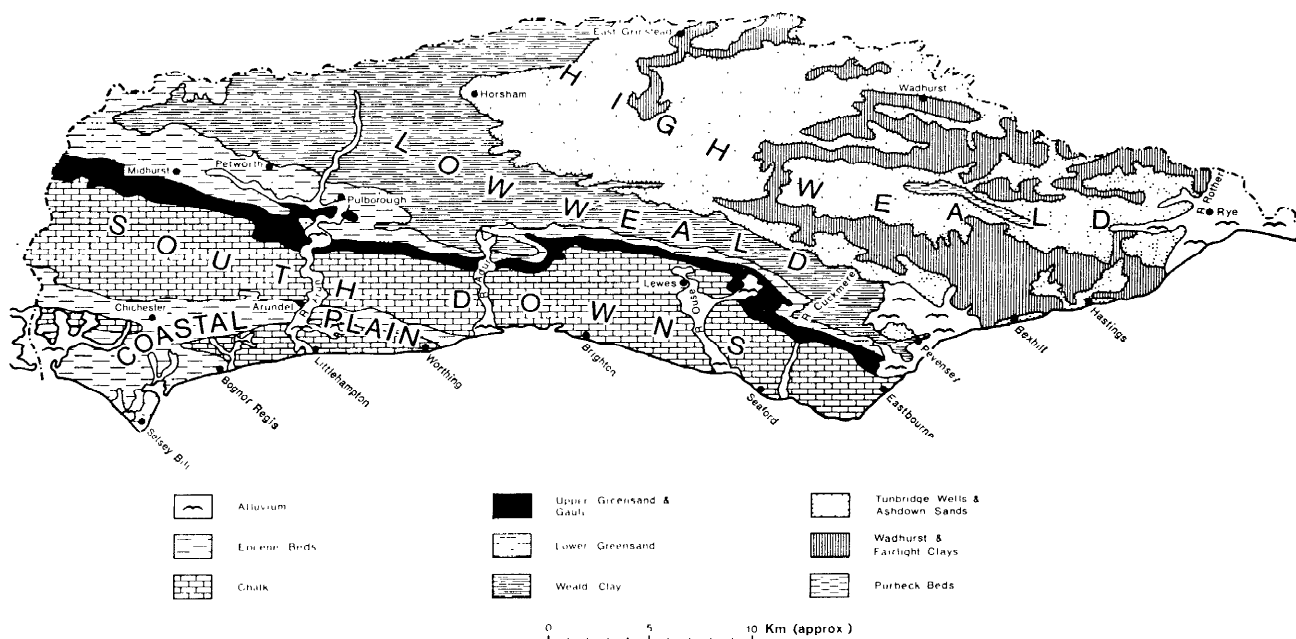 East Grinstead
HIGH WEALD
Horsham
Wadhurst
LOW WEALD
Petworth
Midhurst
Pulborough
R Rother
Rye
SOUTH DOWNS
R Arun
R Adur
Lewes
R Ouse
R Cuckmere
Chichester
Arundel
COASTAL PLAIN
Hastings
Bexhill
Pevensey
Bognor Regis
Littlehampton
Worthing
Brighton
Seaford
Eastbourne
Selsey Bill
Alluvium
Eocene Beds
Chalk
Upper Greensand &
Gault
Lower Greensand
Weald Clay
Tunbridge Wells &
Ashdown Sands
Wadhurst &
Fairlight Clays
Purbeck Beds
0 5 10 Km (approx )